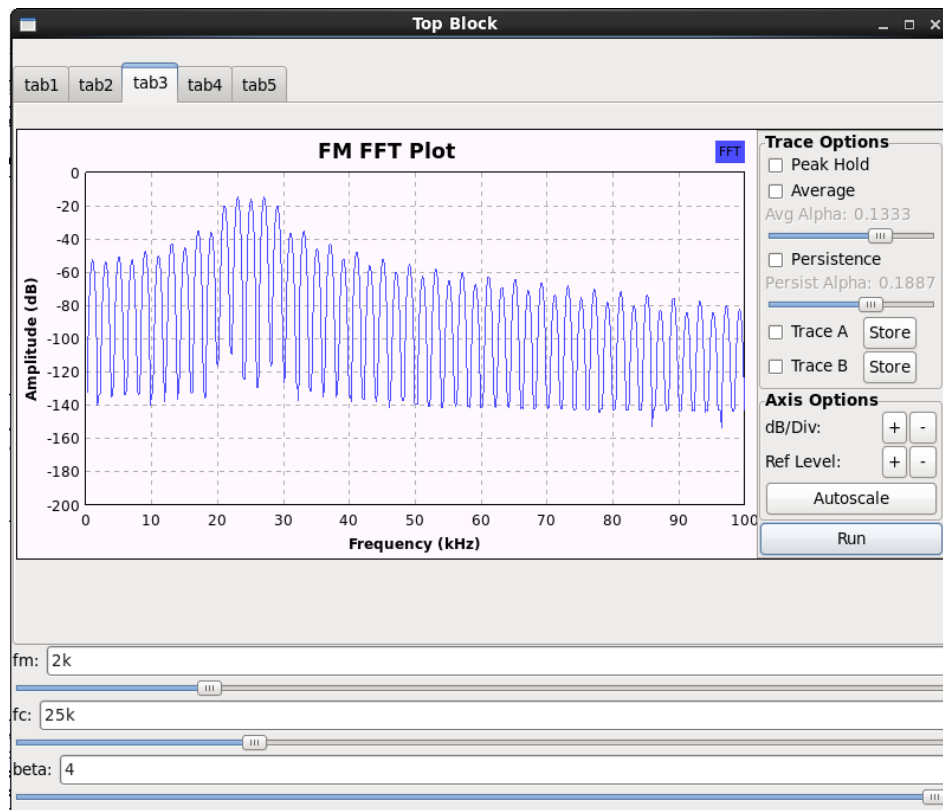 Top Block
tab1 tab2 tab3 tab4 tab5
FM FFT Plot
FFT
Amplitude (dB)
0
-20
-40
-60
-80
-100
-120
-140
-160
-180
-200
0 10 20 30 40 50 60 70 80 90 100
Frequency (kHz)
Trace Options
Peak Hold
Average
Avg Alpha: 0.1333
Persistence
Persist Alpha: 0.1887
Trace A Store
Trace B Store
Axis Options
dB/Div: + -
Ref Level: + -
Autoscale
Run
fm: 2k
fc: 25k
beta: 4